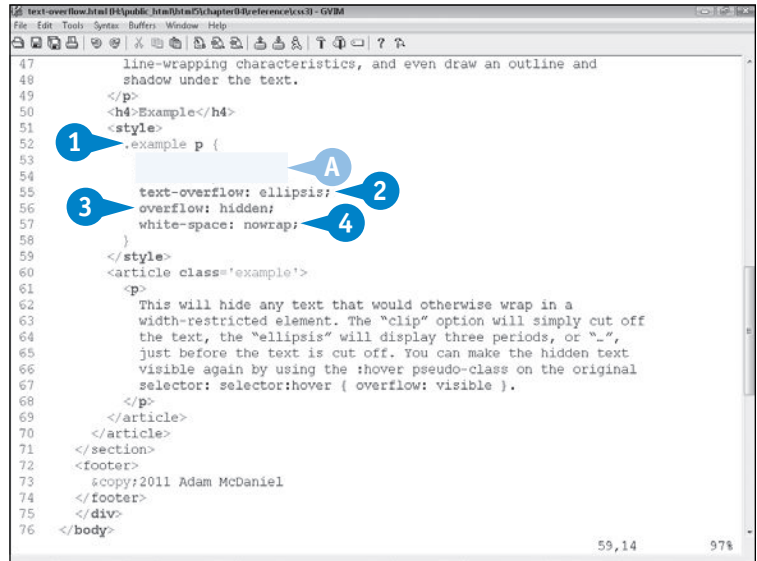 text-overflow.html (H:\public_html\html5\chapter04\reference\css3) - GVIM
File Edit Tools Syntax Buffers Window Help
47 line-wrapping characteristics, and even draw an outline and
48 shadow under the text.
49 </p>
50 <h4>Example</h4>
51 <style>
52 1 .example p {
53
A
54
55 text-overflow: ellipsis; 2
56 3 overflow: hidden;
57 white-space: nowrap; 4
58 }
59 </style>
60 <article class='example'>
61 <p>
62 This will hide any text that would otherwise wrap in a
63 width-restricted element. The “clip” option will simply cut off
64 the text, the “ellipsis” will display three periods, or “…”,
65 just before the text is cut off. You can make the hidden text
66 visible again by using the :hover pseudo-class on the original
67 selector: selector:hover { overflow: visible }.
68 </p>
69 </article>
70 </article>
71 </section>
72 <footer>
73 &copy;2011 Adam McDaniel
74 </footer>
75 </div>
76 </body>
59,14 97%